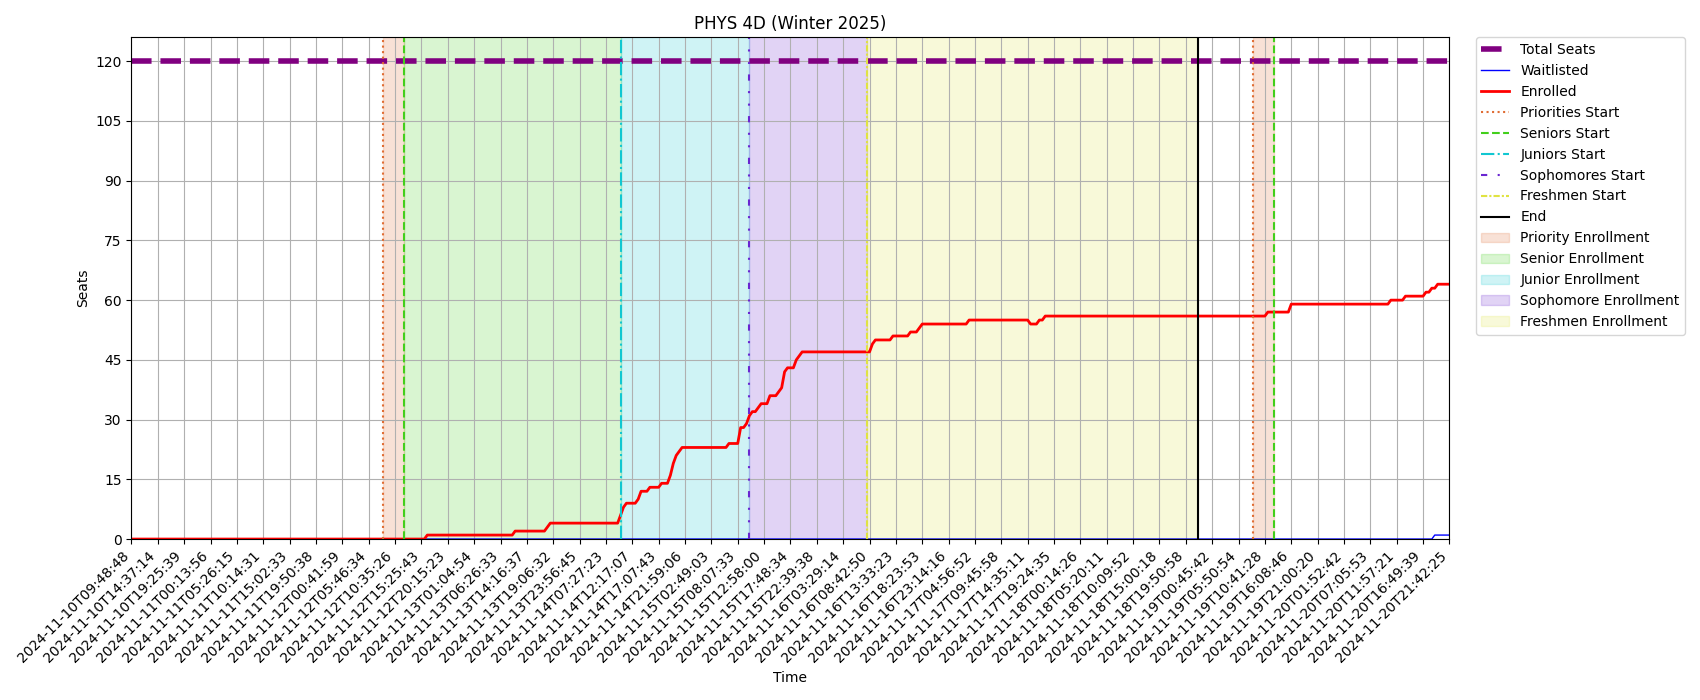 PHYS 4D (Winter 2025)
120
105
90
75
60
45
30
15
0
Seats
2024-11-10T09:48:48
2024-11-10T14:37:14
2024-11-10T19:25:39
2024-11-11T00:13:56
2024-11-11T05:26:15
2024-11-11T10:14:31
2024-11-11T15:02:33
2024-11-11T19:50:38
2024-11-12T00:41:59
2024-11-12T05:46:34
2024-11-12T10:35:26
2024-11-12T15:25:43
2024-11-12T20:15:23
2024-11-13T01:04:54
2024-11-13T06:26:33
2024-11-13T14:16:37
2024-11-13T19:06:32
2024-11-13T23:56:45
2024-11-14T07:27:23
2024-11-14T12:17:07
2024-11-14T17:07:43
2024-11-14T21:59:06
2024-11-15T02:49:03
2024-11-15T08:07:33
2024-11-15T12:58:00
2024-11-15T17:48:34
2024-11-15T22:39:38
2024-11-16T03:29:14
2024-11-16T08:42:50
2024-11-16T13:33:23
2024-11-16T18:23:53
2024-11-16T23:14:16
2024-11-17T04:56:52
2024-11-17T09:45:58
2024-11-17T14:35:11
2024-11-17T19:24:35
2024-11-18T00:14:26
2024-11-18T05:20:11
2024-11-18T10:09:52
2024-11-18T15:00:18
2024-11-18T19:50:58
2024-11-19T00:45:42
2024-11-19T05:50:54
2024-11-19T10:41:28
2024-11-19T16:08:46
2024-11-19T21:00:20
2024-11-20T01:52:42
2024-11-20T07:05:53
2024-11-20T11:57:21
2024-11-20T16:49:39
2024-11-20T21:42:25
Time
Total Seats
Waitlisted
Enrolled
Priorities Start
Seniors Start
Juniors Start
Sophomores Start
Freshmen Start
End
Priority Enrollment
Senior Enrollment
Junior Enrollment
Sophomore Enrollment
Freshmen Enrollment